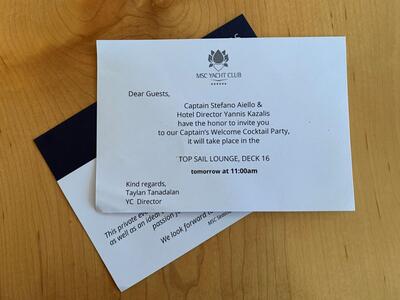 MSC YACHT CLUB
Dear Guests,
Captain Stefano Aiello &
Hotel Director Yannis Kazalis
have the honor to invite you
to our Captain's Welcome Cocktail Party,
it will take place in the
TOP SAIL LOUNGE, DECK 16
tomorrow at 11:00am
Kind regards,
Taylan Tanadalan
YC Director
This private eve
as well as an ideal
passion f
We look forward
MSC